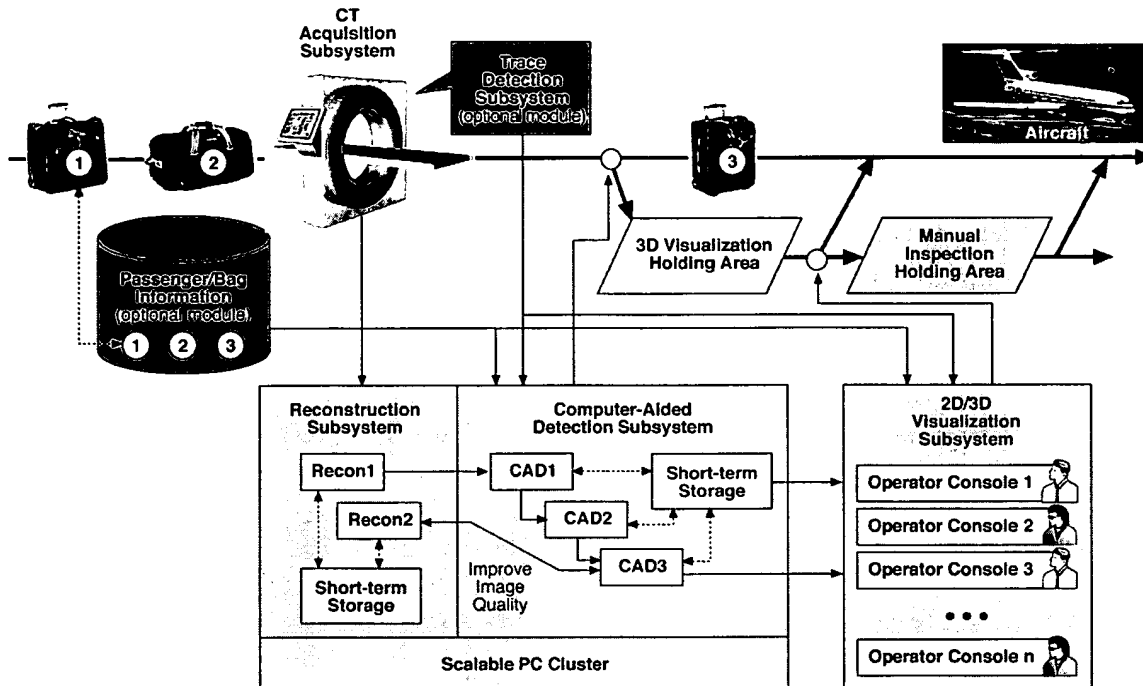 CT
Acquisition
Subsystem
Trace
Detection
Subsystem
(optional module)
Aircraft
1
2
3
Passenger/Bag
Information
(optional module)
1 2 3
3D Visualization
Holding Area
Manual
Inspection
Holding Area
Reconstruction
Subsystem
Recon1
Recon2
Short-term
Storage
Computer-Aided
Detection Subsystem
CAD1
CAD2
CAD3
Short-term
Storage
Improve
Image
Quality
Scalable PC Cluster
2D/3D
Visualization
Subsystem
Operator Console 1
Operator Console 2
Operator Console 3
• • •
Operator Console n